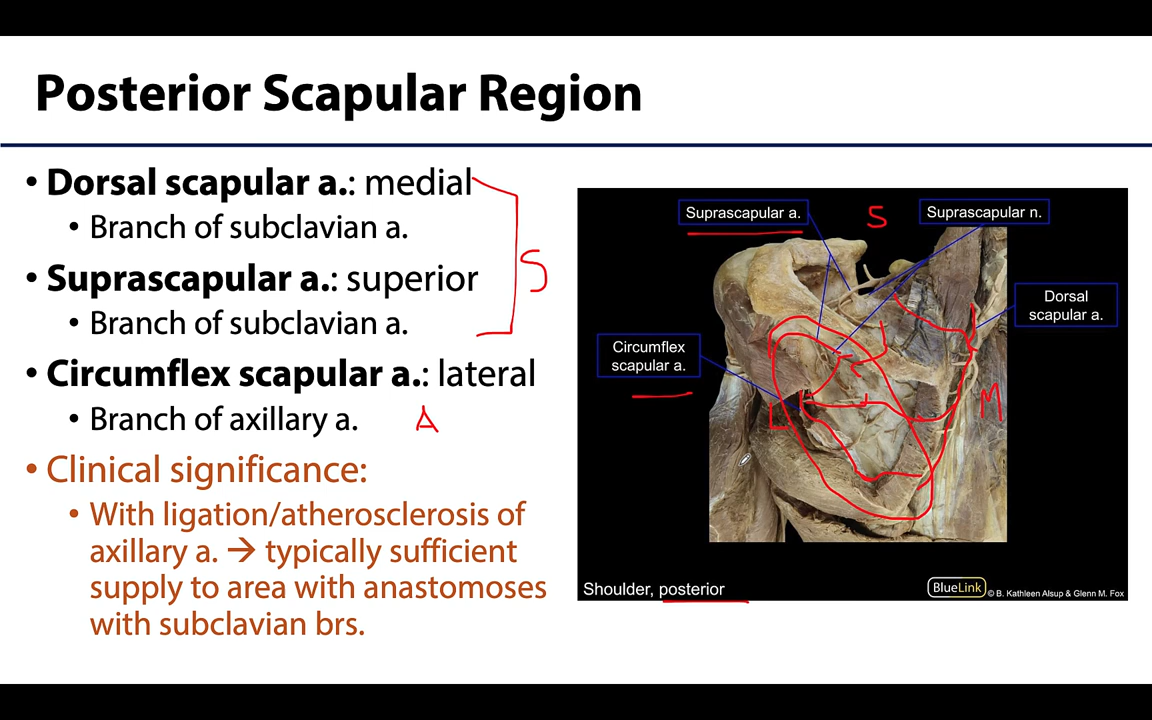 Posterior Scapular Region
• Dorsal scapular a.: medial
• Branch of subclavian a.
• Suprascapular a.: superior
• Branch of subclavian a.
S
• Circumflex scapular a.: lateral
• Branch of axillary a.
A
• Clinical significance:
• With ligation/atherosclerosis of
axillary a. → typically sufficient
supply to area with anastomoses
with subclavian brs.
Suprascapular a.
S
Suprascapular n.
Dorsal
scapular a.
Circumflex
scapular a.
L
M
Shoulder, posterior
BlueLink
© B. Kathleen Alsup & Glenn M. Fox